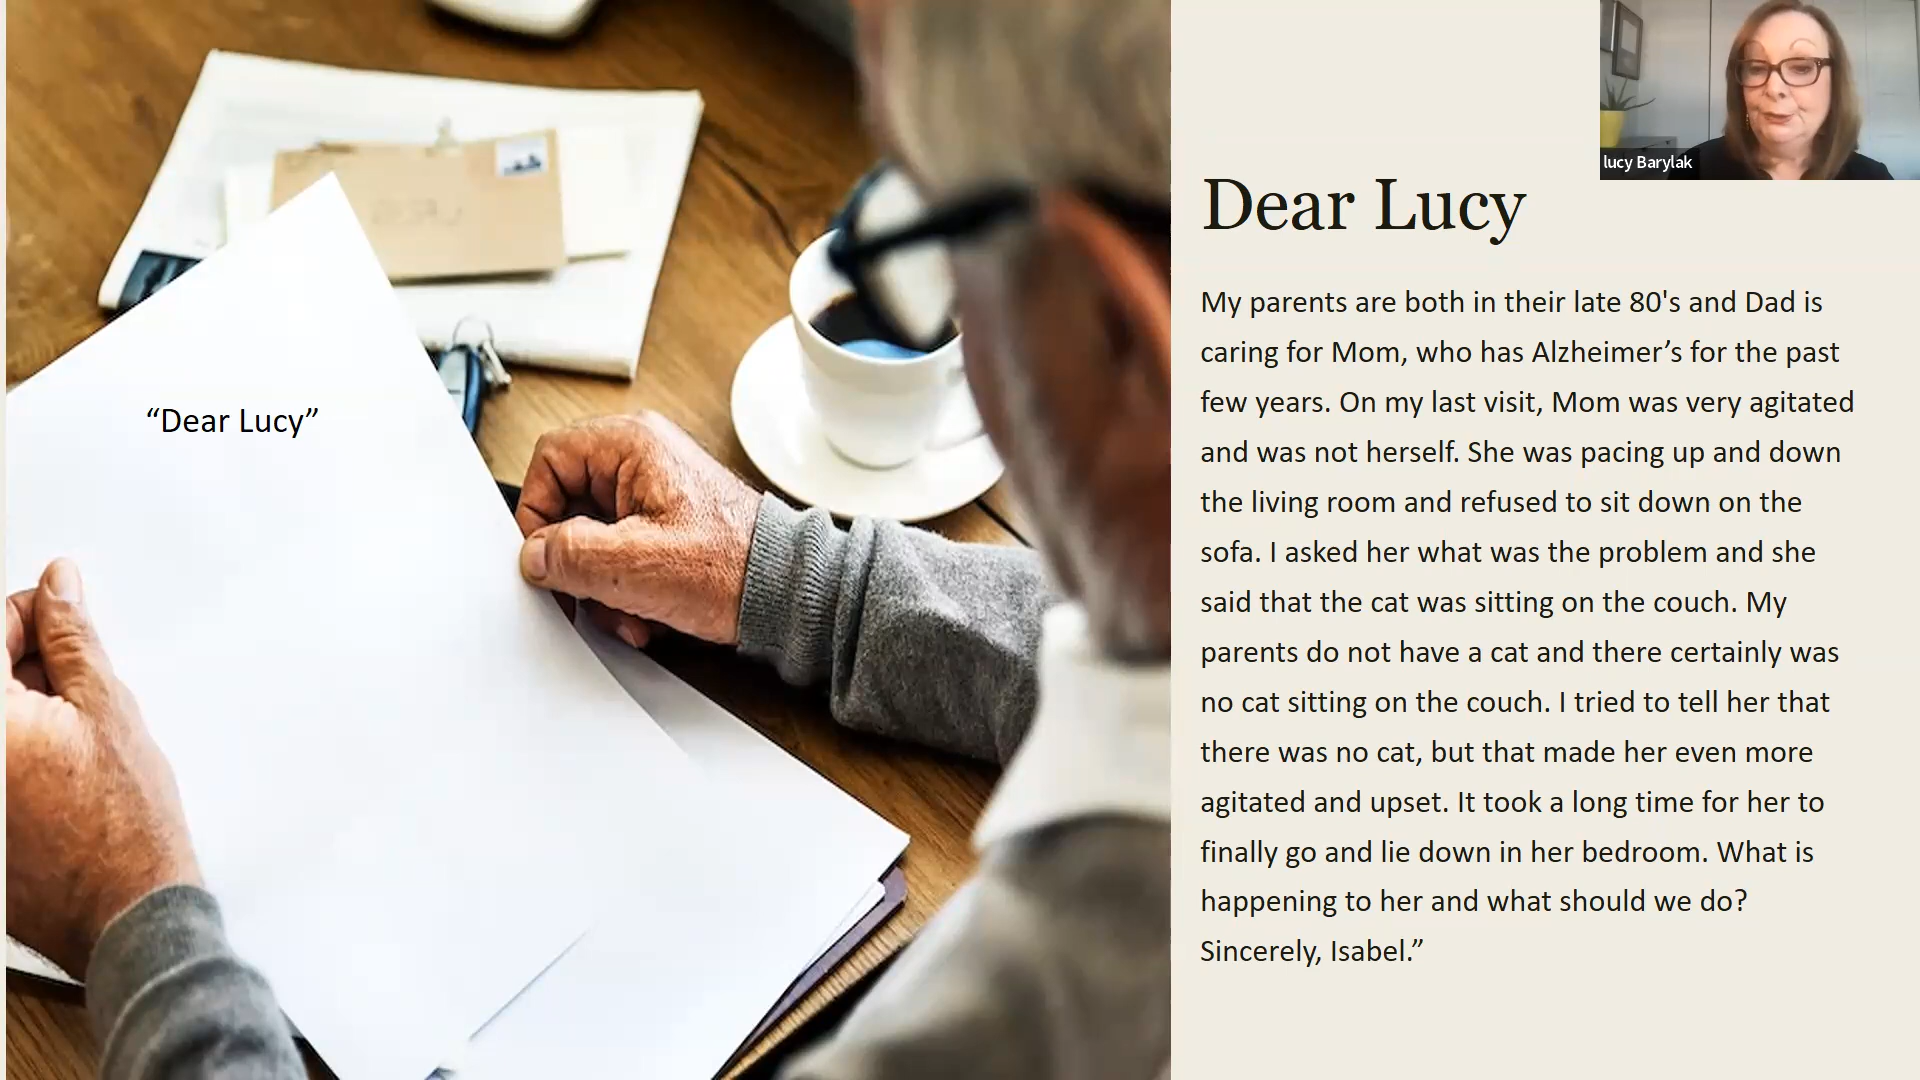 lucy Barylak
Dear Lucy
“Dear Lucy”
My parents are both in their late 80's and Dad is
caring for Mom, who has Alzheimer’s for the past
few years. On my last visit, Mom was very agitated
and was not herself. She was pacing up and down
the living room and refused to sit down on the
sofa. I asked her what was the problem and she
said that the cat was sitting on the couch. My
parents do not have a cat and there certainly was
no cat sitting on the couch. I tried to tell her that
there was no cat, but that made her even more
agitated and upset. It took a long time for her to
finally go and lie down in her bedroom. What is
happening to her and what should we do?
Sincerely, Isabel.”